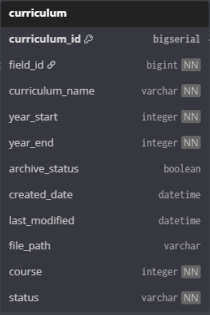 curriculum
curriculum_id bigserial
field_id bigint NN
curriculum_name varchar NN
year_start integer NN
year_end integer NN
archive_status boolean
created_date datetime
last_modified datetime
file_path varchar
course integer NN
status varchar NN